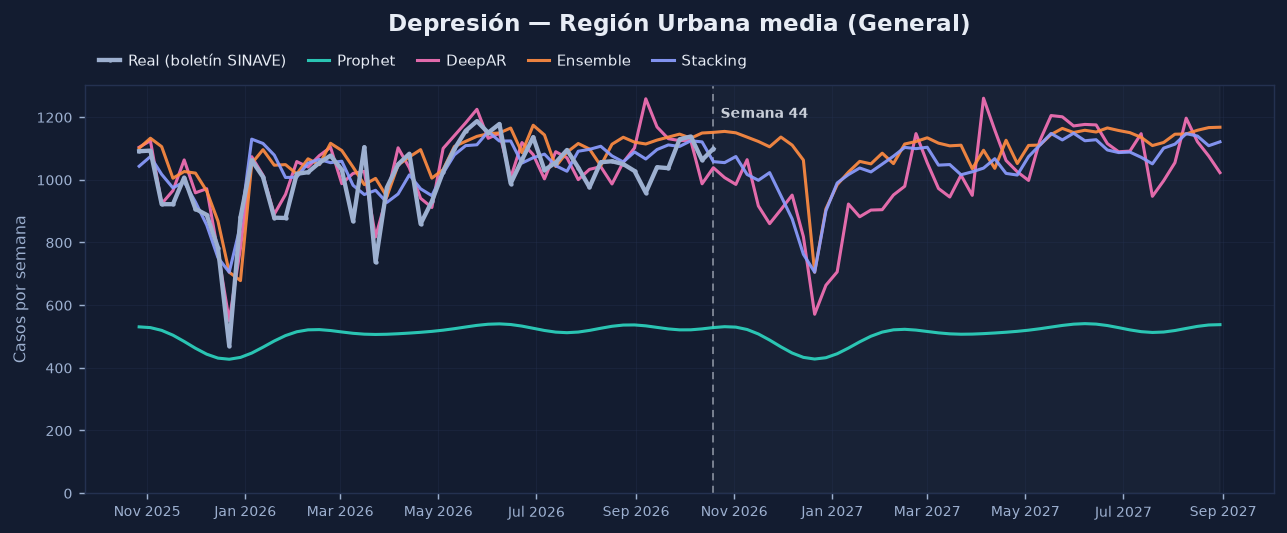 Depresión — Región Urbana media (General)
Real (boletín SINAVE) Prophet DeepAR Ensemble Stacking
Semana 44
Casos por semana
1200
1000
800
600
400
200
0
Nov 2025 Jan 2026 Mar 2026 May 2026 Jul 2026 Sep 2026 Nov 2026 Jan 2027 Mar 2027 May 2027 Jul 2027 Sep 2027